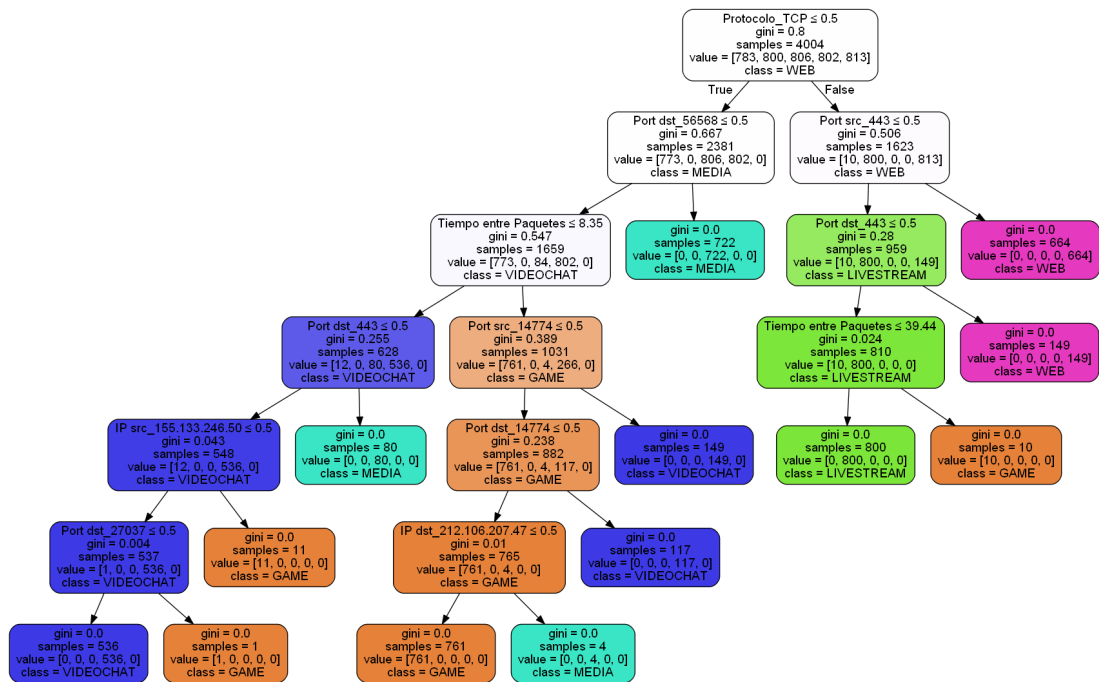 Protocolo_TCP ≤ 0.5
gini = 0.8
samples = 4004
value = [783, 800, 806, 802, 813]
class = WEB
True
False
Port dst_56568 ≤ 0.5
gini = 0.667
samples = 2381
value = [773, 0, 806, 802, 0]
class = MEDIA
Port src_443 ≤ 0.5
gini = 0.506
samples = 1623
value = [10, 800, 0, 0, 813]
class = WEB
Tiempo entre Paquetes ≤ 8.35
gini = 0.547
samples = 1659
value = [773, 0, 84, 802, 0]
class = VIDEOCHAT
gini = 0.0
samples = 722
value = [0, 0, 722, 0, 0]
class = MEDIA
Port dst_443 ≤ 0.5
gini = 0.28
samples = 959
value = [10, 800, 0, 0, 149]
class = LIVESTREAM
gini = 0.0
samples = 664
value = [0, 0, 0, 0, 664]
class = WEB
Port dst_443 ≤ 0.5
gini = 0.255
samples = 628
value = [12, 0, 80, 536, 0]
class = VIDEOCHAT
Port src_14774 ≤ 0.5
gini = 0.389
samples = 1031
value = [761, 0, 4, 266, 0]
class = GAME
Tiempo entre Paquetes ≤ 39.44
gini = 0.024
samples = 810
value = [10, 800, 0, 0, 0]
class = LIVESTREAM
gini = 0.0
samples = 149
value = [0, 0, 0, 0, 149]
class = WEB
IP src_155.133.246.50 ≤ 0.5
gini = 0.043
samples = 548
value = [12, 0, 0, 536, 0]
class = VIDEOCHAT
gini = 0.0
samples = 80
value = [0, 0, 80, 0, 0]
class = MEDIA
Port dst_14774 ≤ 0.5
gini = 0.238
samples = 882
value = [761, 0, 4, 117, 0]
class = GAME
gini = 0.0
samples = 149
value = [0, 0, 0, 149, 0]
class = VIDEOCHAT
gini = 0.0
samples = 800
value = [0, 800, 0, 0, 0]
class = LIVESTREAM
gini = 0.0
samples = 10
value = [10, 0, 0, 0, 0]
class = GAME
Port dst_27037 ≤ 0.5
gini = 0.004
samples = 537
value = [1, 0, 0, 536, 0]
class = VIDEOCHAT
gini = 0.0
samples = 11
value = [11, 0, 0, 0, 0]
class = GAME
IP dst_212.106.207.47 ≤ 0.5
gini = 0.01
samples = 765
value = [761, 0, 4, 0, 0]
class = GAME
gini = 0.0
samples = 117
value = [0, 0, 0, 117, 0]
class = VIDEOCHAT
gini = 0.0
samples = 536
value = [0, 0, 0, 536, 0]
class = VIDEOCHAT
gini = 0.0
samples = 1
value = [1, 0, 0, 0, 0]
class = GAME
gini = 0.0
samples = 761
value = [761, 0, 0, 0, 0]
class = GAME
gini = 0.0
samples = 4
value = [0, 0, 4, 0, 0]
class = MEDIA